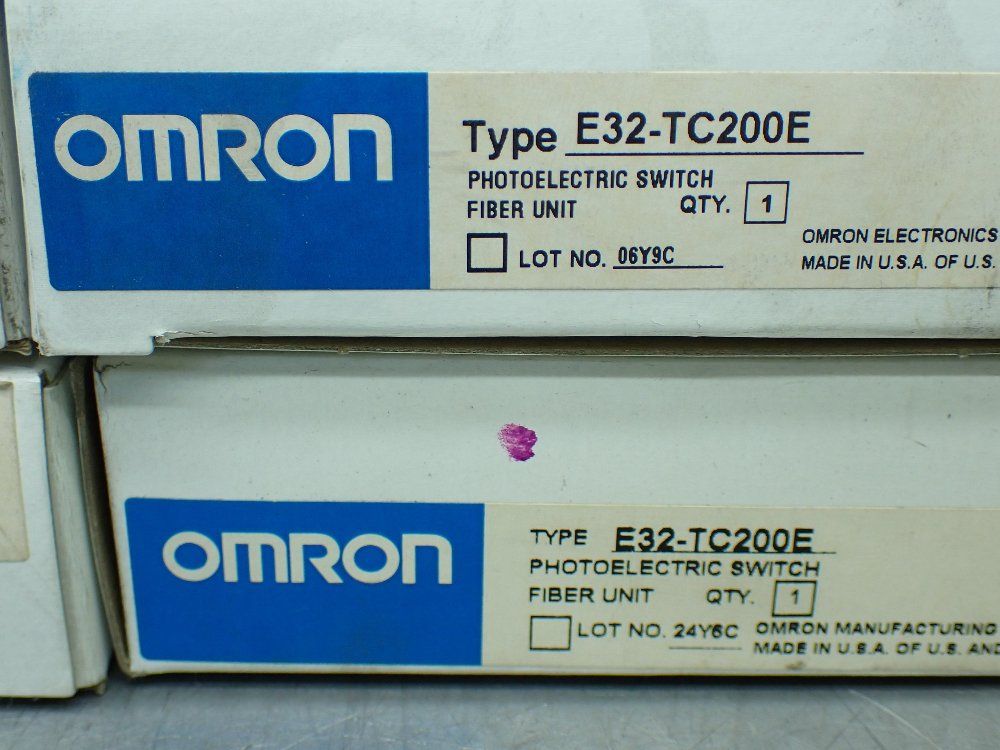 OMRON
Type E32-TC200E
PHOTOELECTRIC SWITCH
FIBER UNIT QTY. 1
LOT NO. 06Y9C
OMRON ELECTRONICS
MADE IN U.S.A. OF U.S.
OMRON
TYPE E32-TC200E
PHOTOELECTRIC SWITCH
FIBER UNIT QTY. 1
LOT NO. 24Y6C
OMRON MANUFACTURING
MADE IN U.S.A. OF U.S. AND